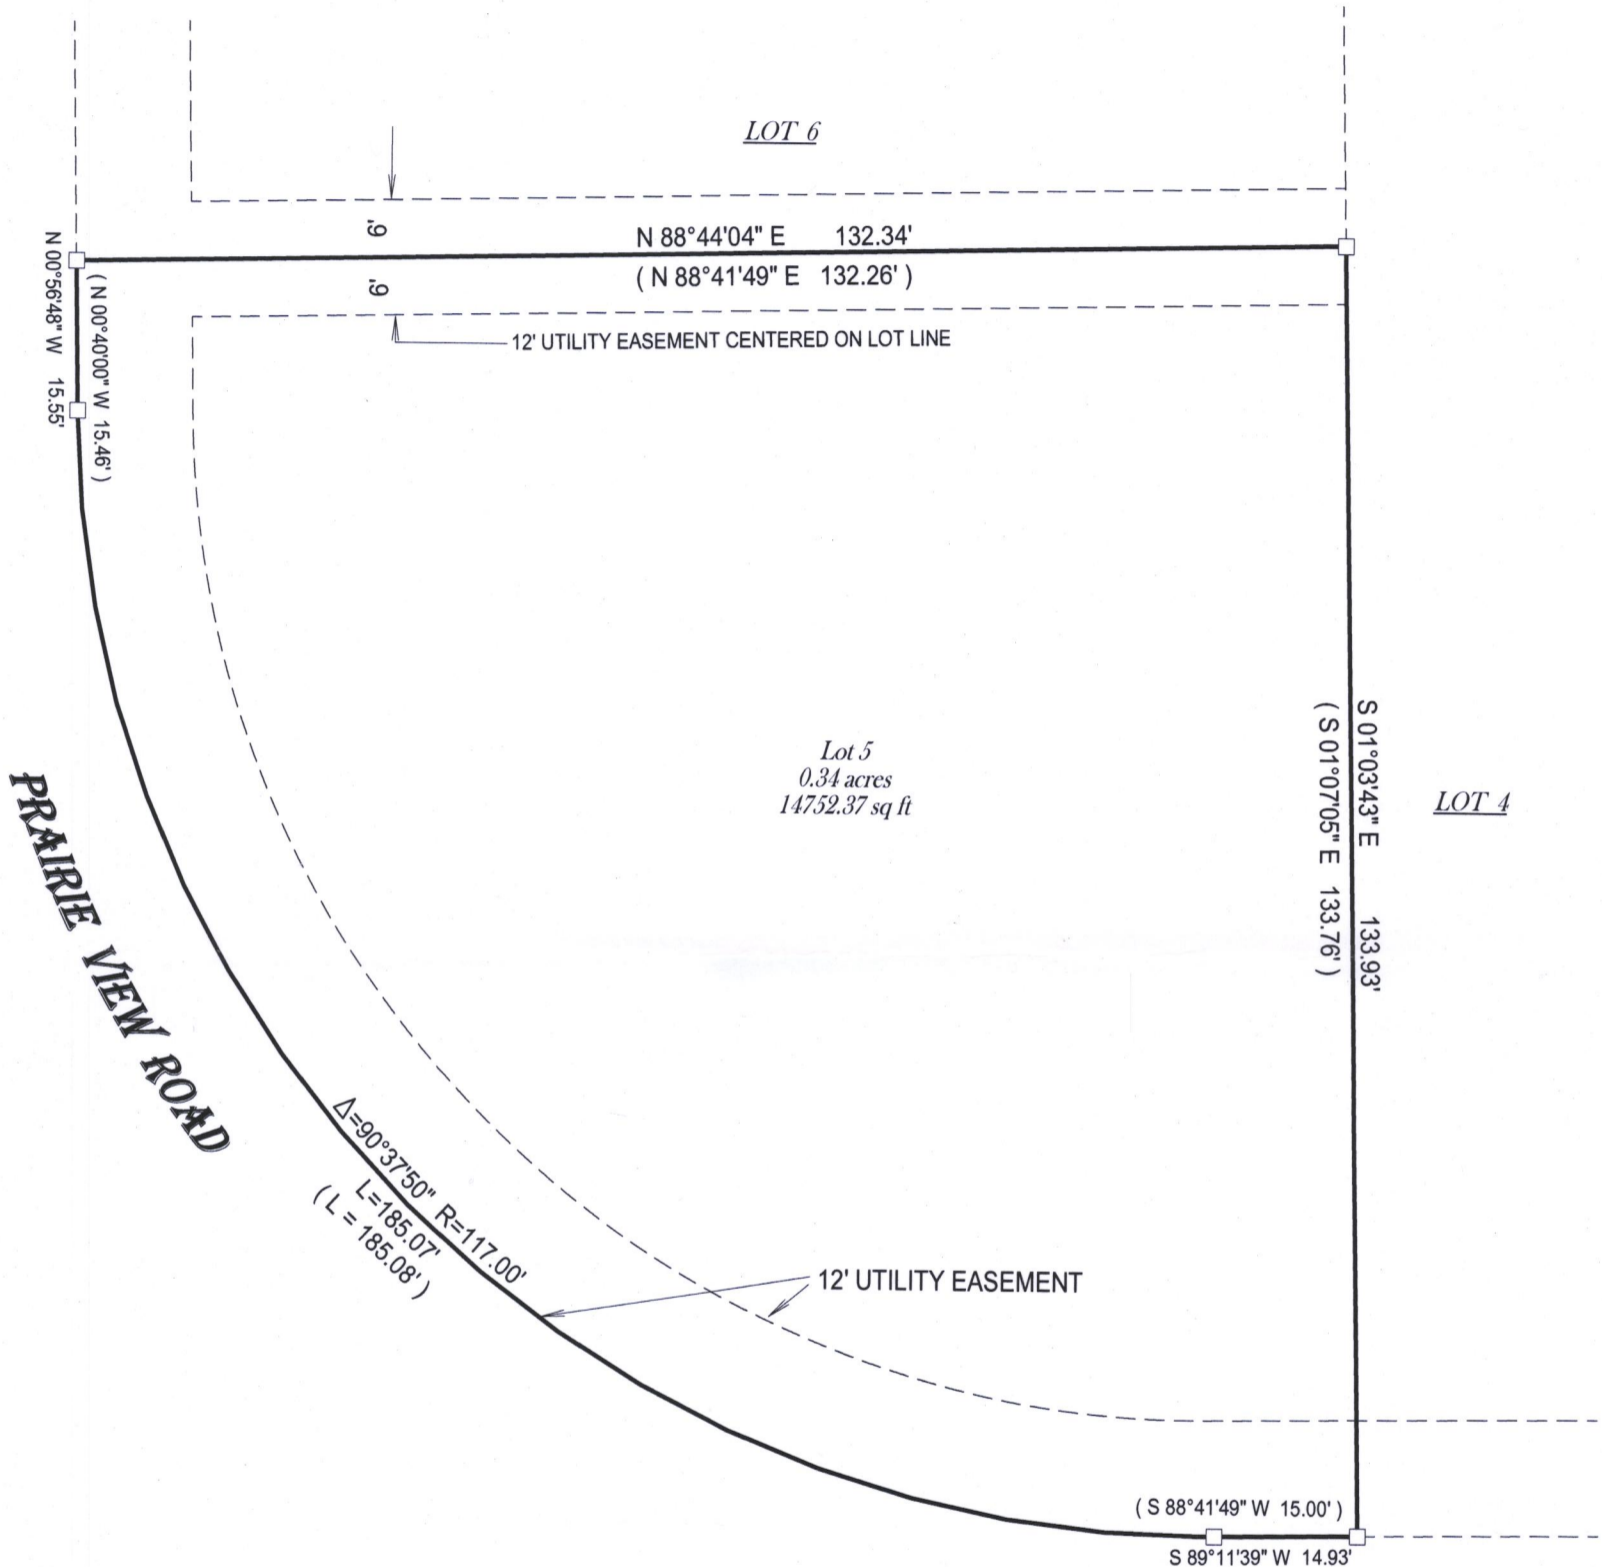 LOT 6
6'
N 88°44'04" E 132.34'
( N 88°41'49" E 132.26' )
6'
12' UTILITY EASEMENT CENTERED ON LOT LINE
N 00°56'48" W 15.55'
( N 00°40'00" W 15.46' )
S 01°03'43" E 133.93'
( S 01°07'05" E 133.76' )
Lot 5
0.34 acres
14752.37 sq ft
LOT 4
PRAIRIE VIEW ROAD
Δ=90°37'50" R=117.00'
L=185.07'
( L = 185.08' )
12' UTILITY EASEMENT
( S 88°41'49" W 15.00' )
S 89°11'39" W 14.93'